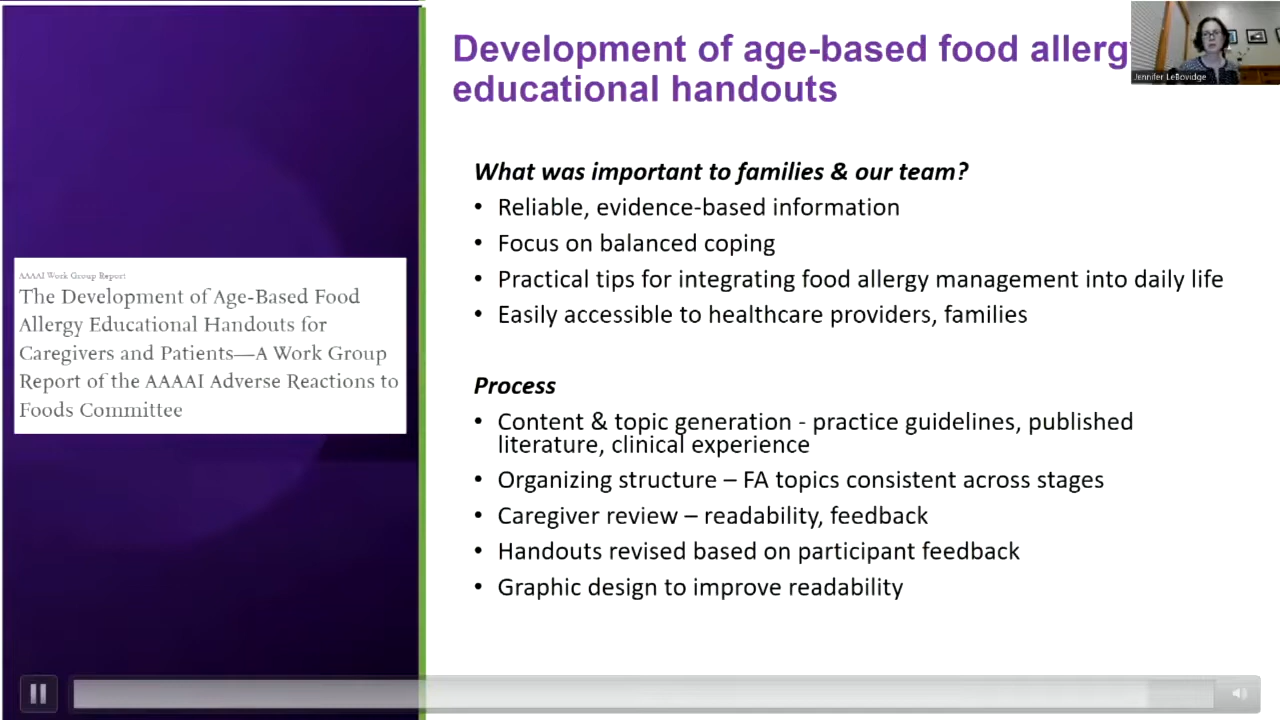 Development of age-based food allerg
educational handouts
Jennifer LeBovidge
What was important to families & our team?
• Reliable, evidence-based information
• Focus on balanced coping
• Practical tips for integrating food allergy management into daily life
• Easily accessible to healthcare providers, families
AAAAI Work Group Report
The Development of Age-Based Food
Allergy Educational Handouts for
Caregivers and Patients—A Work Group
Report of the AAAAI Adverse Reactions to
Foods Committee
Process
• Content & topic generation - practice guidelines, published
literature, clinical experience
• Organizing structure – FA topics consistent across stages
• Caregiver review – readability, feedback
• Handouts revised based on participant feedback
• Graphic design to improve readability